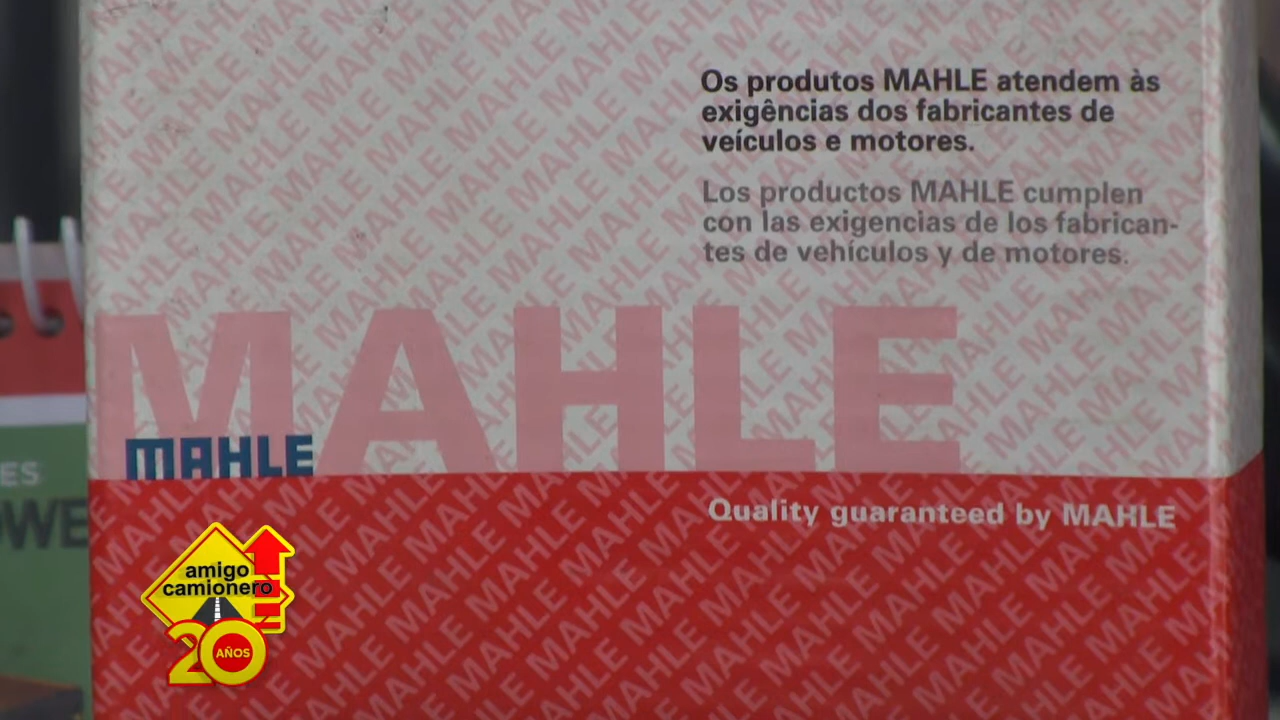 Os produtos MAHLE atendem às
exigências dos fabricantes de
veículos e motores.
Los productos MAHLE cumplen
con las exigencias de los fabrican-
tes de vehículos y de motores.
MAHLE
MAHLE
Quality guaranteed by MAHLE
ES
OWE
amigo
camionero
20
AÑOS